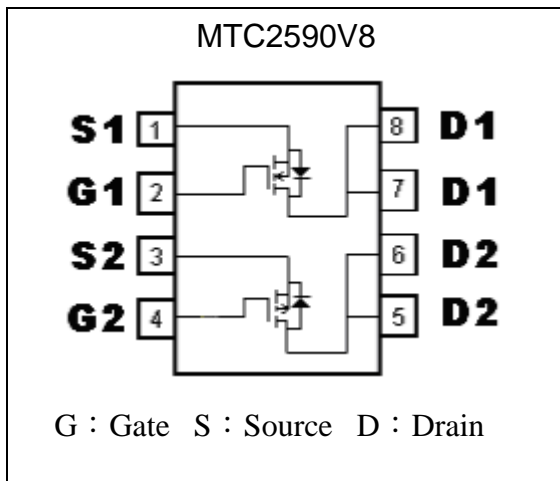 MTC2590V8
S1 1 8 D1
G1 2 7 D1
S2 3 6 D2
G2 4 5 D2
G：Gate S：Source D：Drain